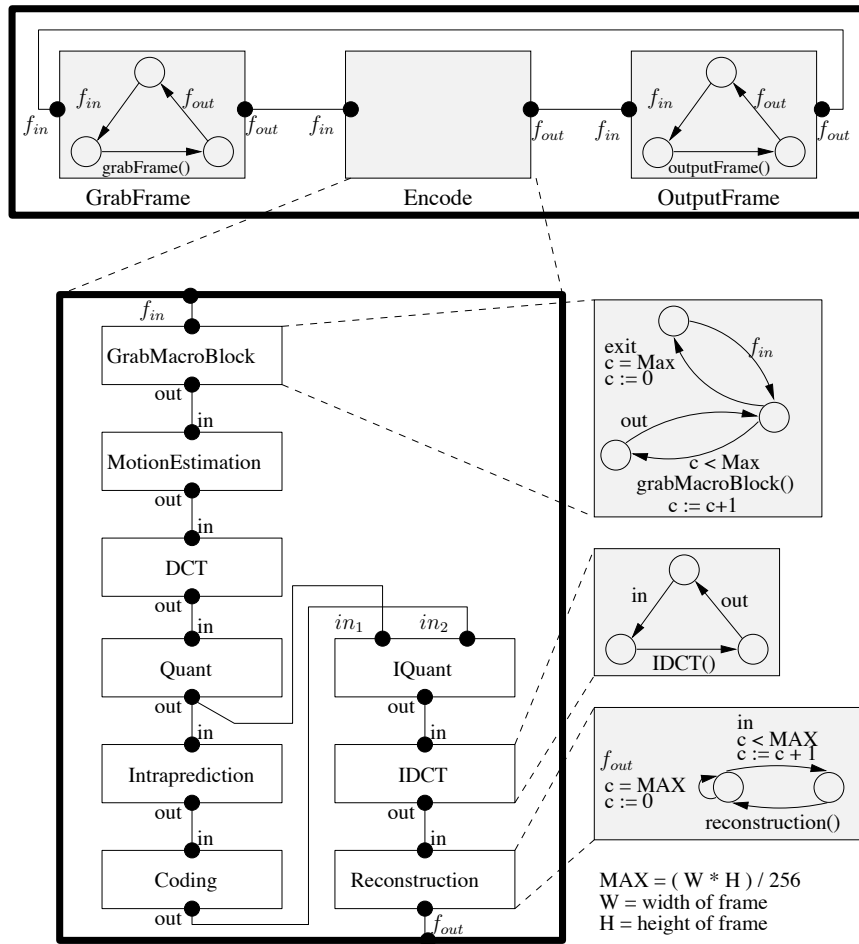 f_in
f_in
f_out
f_out
f_in
f_out
f_in
f_in
f_out
f_out
grabFrame()
outputFrame()
GrabFrame
Encode
OutputFrame
f_in
GrabMacroBlock
out
in
MotionEstimation
out
in
DCT
out
in
Quant
out
in
Intraprediction
out
in
Coding
out
in_1
in_2
IQuant
out
in
IDCT
out
in
Reconstruction
f_out
exit
c = Max
c := 0
f_in
out
c < Max
grabMacroBlock()
c := c+1
in
out
IDCT()
in
c < MAX
c := c + 1
f_out
c = MAX
c := 0
reconstruction()
MAX = ( W * H ) / 256
W = width of frame
H = height of frame